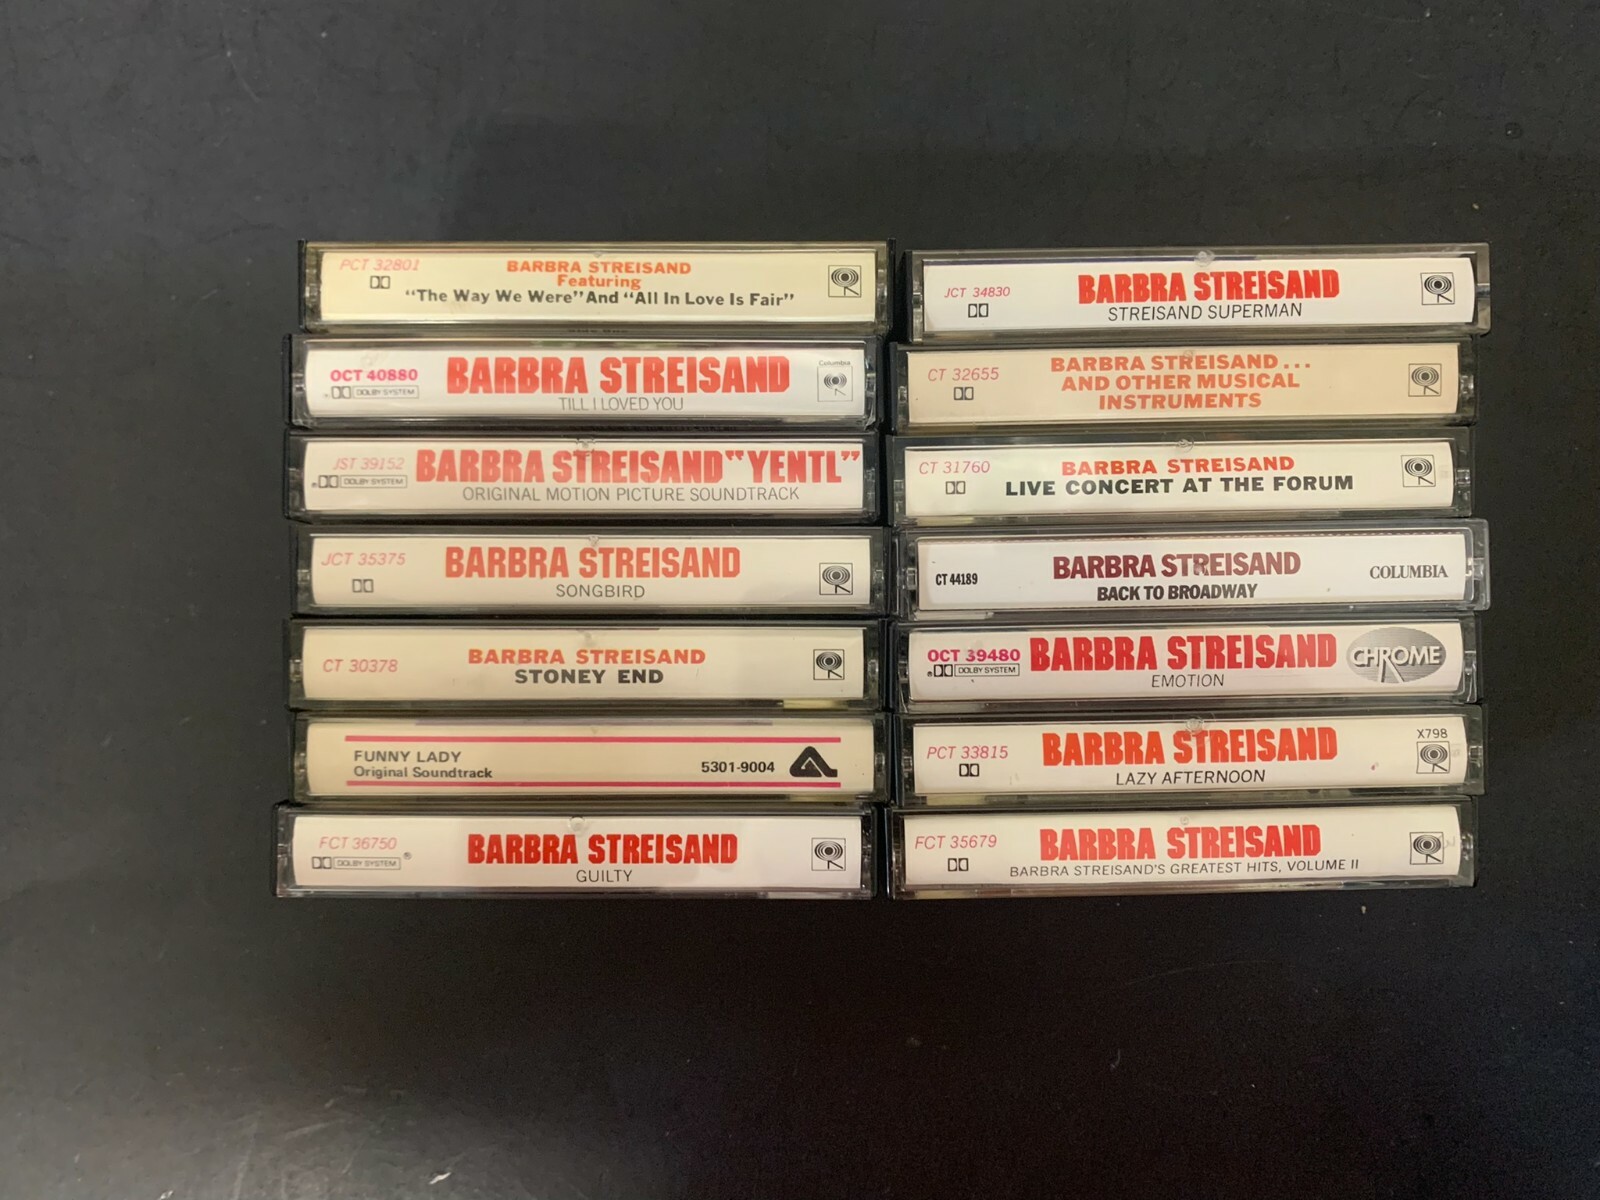 PCT 32801
BARBRA STREISAND
Featuring
"The Way We Were" And "All In Love Is Fair"
OCT 40880
DOLBY SYSTEM
BARBRA STREISAND
TILL I LOVED YOU
Columbia
JST 39152
DOLBY SYSTEM
BARBRA STREISAND "YENTL"
ORIGINAL MOTION PICTURE SOUNDTRACK
JCT 35375
BARBRA STREISAND
SONGBIRD
CT 30378
BARBRA STREISAND
STONEY END
FUNNY LADY
Original Soundtrack
5301-9004
FCT 36750
DOLBY SYSTEM®
BARBRA STREISAND
GUILTY
JCT 34830
BARBRA STREISAND
STREISAND SUPERMAN
CT 32655
BARBRA STREISAND...
AND OTHER MUSICAL
INSTRUMENTS
CT 31760
BARBRA STREISAND
LIVE CONCERT AT THE FORUM
CT 44189
BARBRA STREISAND
BACK TO BROADWAY
COLUMBIA
OCT 39480
DOLBY SYSTEM
BARBRA STREISAND
EMOTION
CHROME
PCT 33815
BARBRA STREISAND
LAZY AFTERNOON
X798
FCT 35679
BARBRA STREISAND
BARBRA STREISAND'S GREATEST HITS, VOLUME II